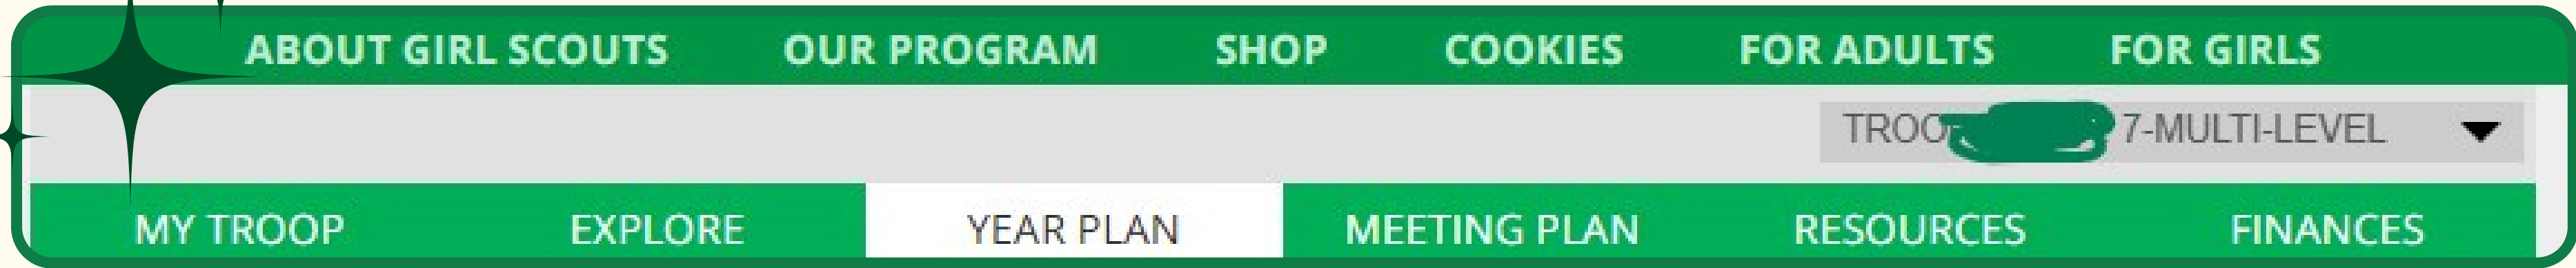 ABOUT GIRL SCOUTS OUR PROGRAM SHOP COOKIES FOR ADULTS FOR GIRLS
7-MULTI-LEVEL
MY TROOP EXPLORE YEAR PLAN MEETING PLAN RESOURCES FINANCES